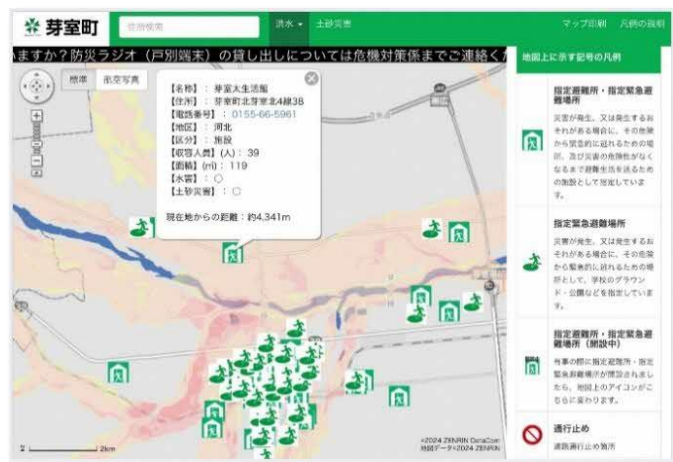 芽室町
住所検索
洪水
土砂災害
マップ印刷
凡例の説明
いますか？防災ラジオ（戸別端末）の貸し出しについては危機対策係までご連絡く
標準
航空写真
【名称】：芽室太生活館
【住所】：芽室町北芽室北4線38
【電話番号】：0155-66-5961
【地区】：河北
【区分】：施設
【収容人員】(人)：39
【面積】(㎡)：119
【水害】：○
【土砂災害】：○
現在地からの距離：約4,341m
2km
©2024 ZENRIN DataCom
地図データ©2024 ZENRIN
地図上に示す記号の凡例
指定避難所・指定緊急避
難場所
災害が発生、又は発生するお
それがある場合に、その危険
から緊急的に逃れるための場
所、及び災害の危険性がなく
なるまで避難生活を送るため
の施設として指定していま
す。
指定緊急避難場所
災害が発生、又は発生するお
それがある場合に、その危険
から緊急的に逃れるための場
所として、学校のグラウン
ド・公園などを指定していま
す。
指定避難所・指定緊急避
難場所（開設中）
有事の際に指定避難所・指定
緊急避難場所が開設されまし
たら、地図上のアイコンがこ
ちらに変わります。
通行止め
道路通行止め箇所